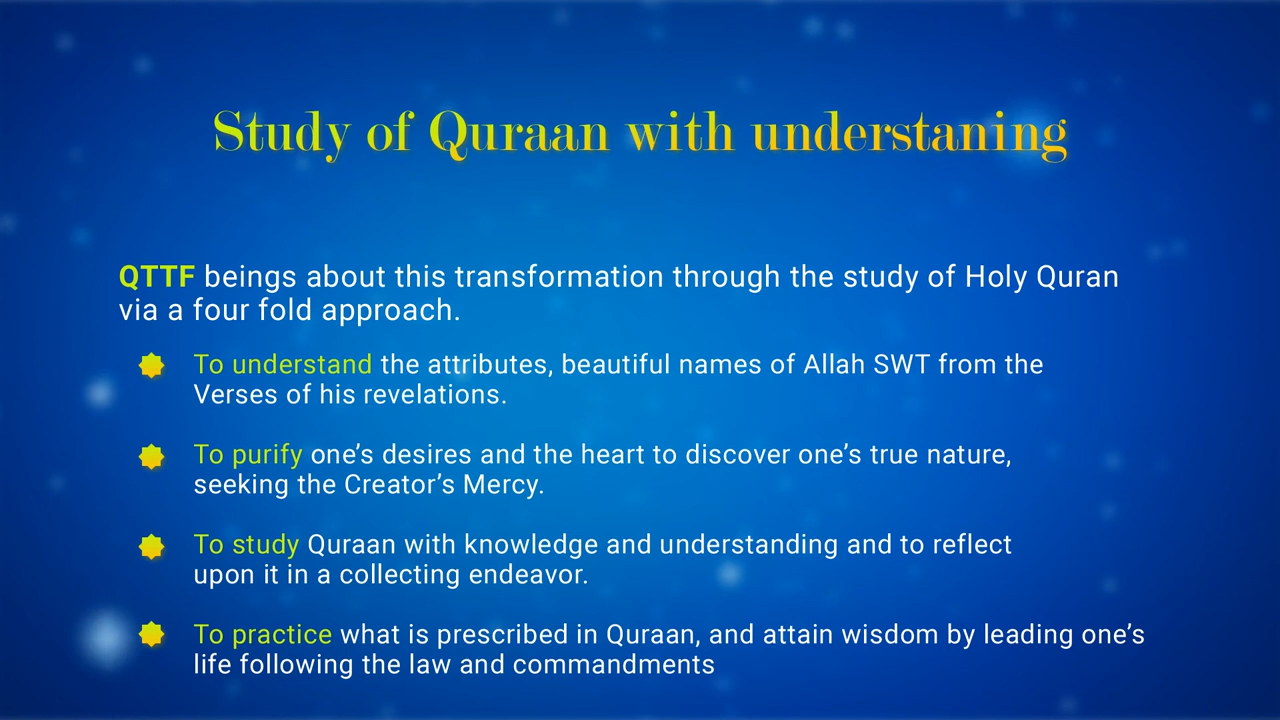 Study of Quraan with understaning
QTTF beings about this transformation through the study of Holy Quran
via a four fold approach.
To understand the attributes, beautiful names of Allah SWT from the
Verses of his revelations.
To purify one’s desires and the heart to discover one’s true nature,
seeking the Creator’s Mercy.
To study Quraan with knowledge and understanding and to reflect
upon it in a collecting endeavor.
To practice what is prescribed in Quraan, and attain wisdom by leading one’s
life following the law and commandments